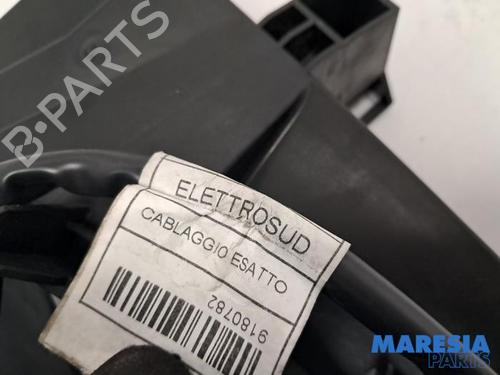 B-PARTS
ELETTROSUD
CABLAGGIO ESATTO
9180782
MARESIA
PARTS